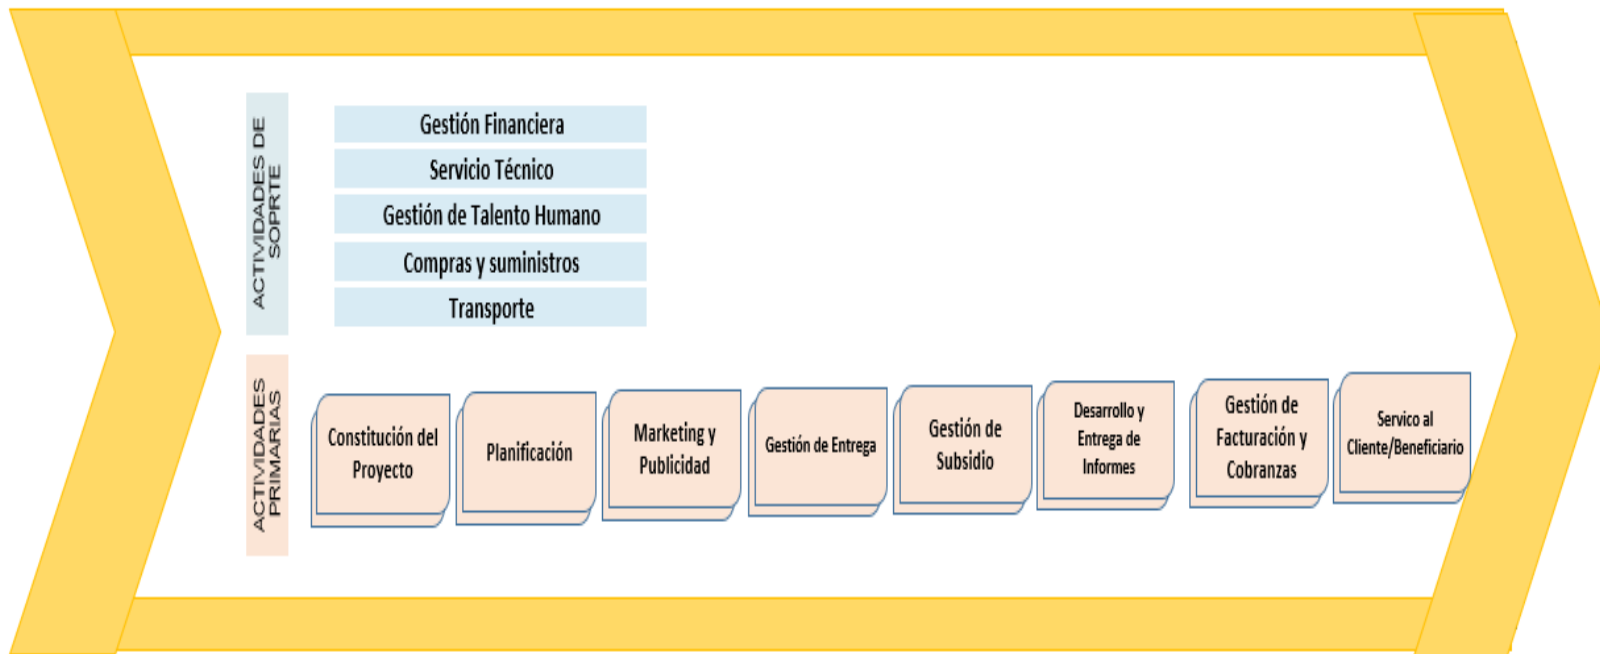 ACTIVIDADES DE
SOPRTE
Gestión Financiera
Servicio Técnico
Gestión de Talento Humano
Compras y suministros
Transporte
ACTIVIDADES
PRIMARIAS
Constitución del
Proyecto
Planificación
Marketing y
Publicidad
Gestión de Entrega
Gestión de
Subsidio
Desarrollo y
Entrega de
Informes
Gestión de
Facturación y
Cobranzas
Servico al
Cliente/Beneficiario